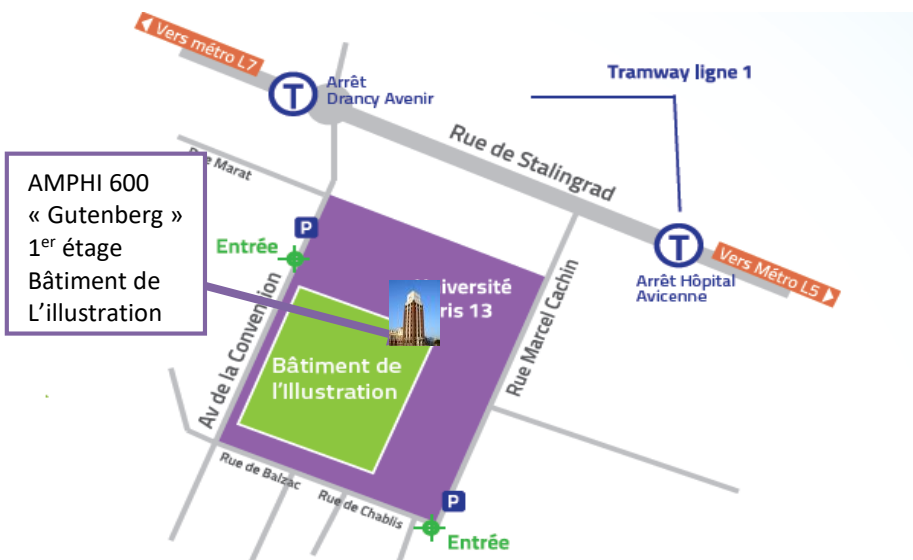 Vers métro L7
T
Arrêt
Drancy Avenir
Tramway ligne 1
Rue de Stalingrad
Rue Marat
AMPHI 600
« Gutenberg »
1er étage
Bâtiment de
L’illustration
P
Entrée
T
Arrêt Hôpital
Avicenne
Vers Métro L5
iversité
ris 13
Rue Marcel Cachin
Av de la Convention
Bâtiment de
l’Illustration
Rue de Balzac
Rue de Chablis
P
Entrée